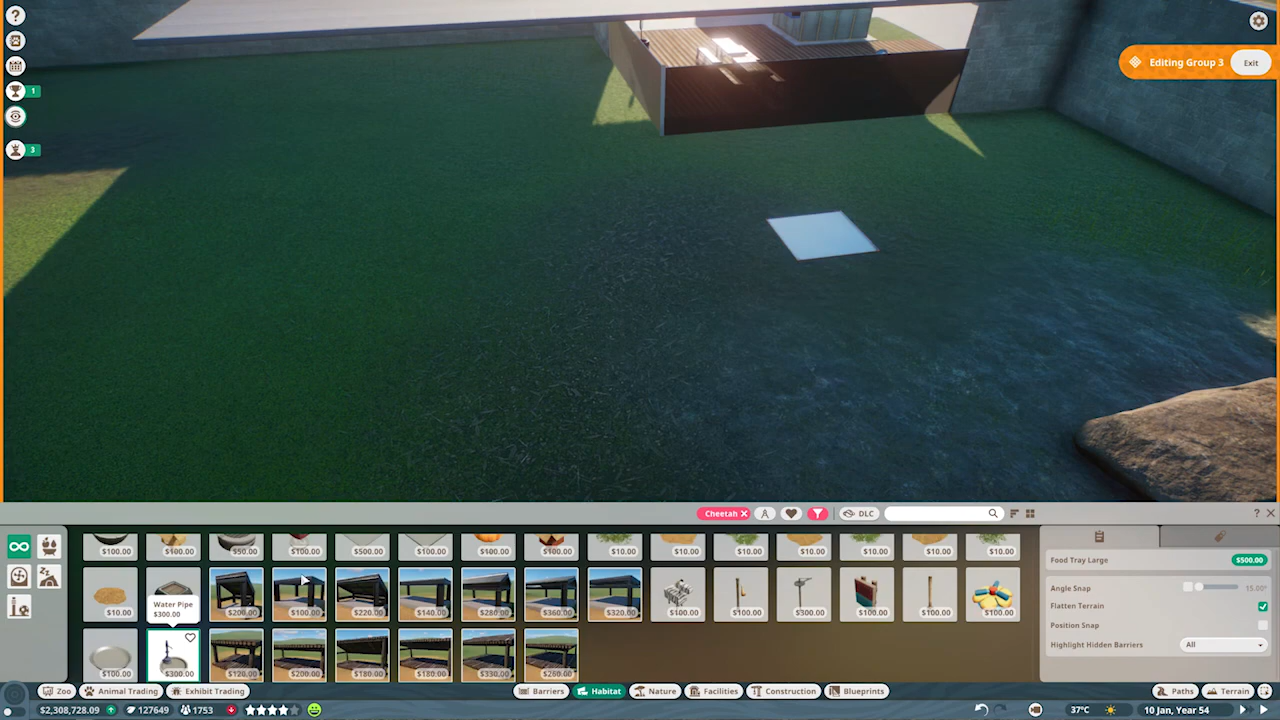 ?
1
3
Editing Group 3 Exit
Cheetah × DLC ? ×
$100.00 $100.00 $50.00 $100.00 $500.00 $100.00 $100.00 $100.00 $10.00 $10.00 $10.00 $10.00 $10.00 $10.00 $10.00
$10.00 $200.00 $100.00 $220.00 $140.00 $280.00 $360.00 $320.00 $100.00 $100.00 $300.00 $100.00 $100.00 $100.00
Water Pipe
$300.00
$100.00 $300.00 $120.00 $200.00 $180.00 $180.00 $330.00 $260.00
Food Tray Large $500.00
Angle Snap 15.00°
Flatten Terrain
Position Snap
Highlight Hidden Barriers All
Zoo Animal Trading Exhibit Trading Barriers Habitat Nature Facilities Construction Blueprints Paths Terrain
$2,308,728.09 127649 1753 37°C 10 Jan, Year 54